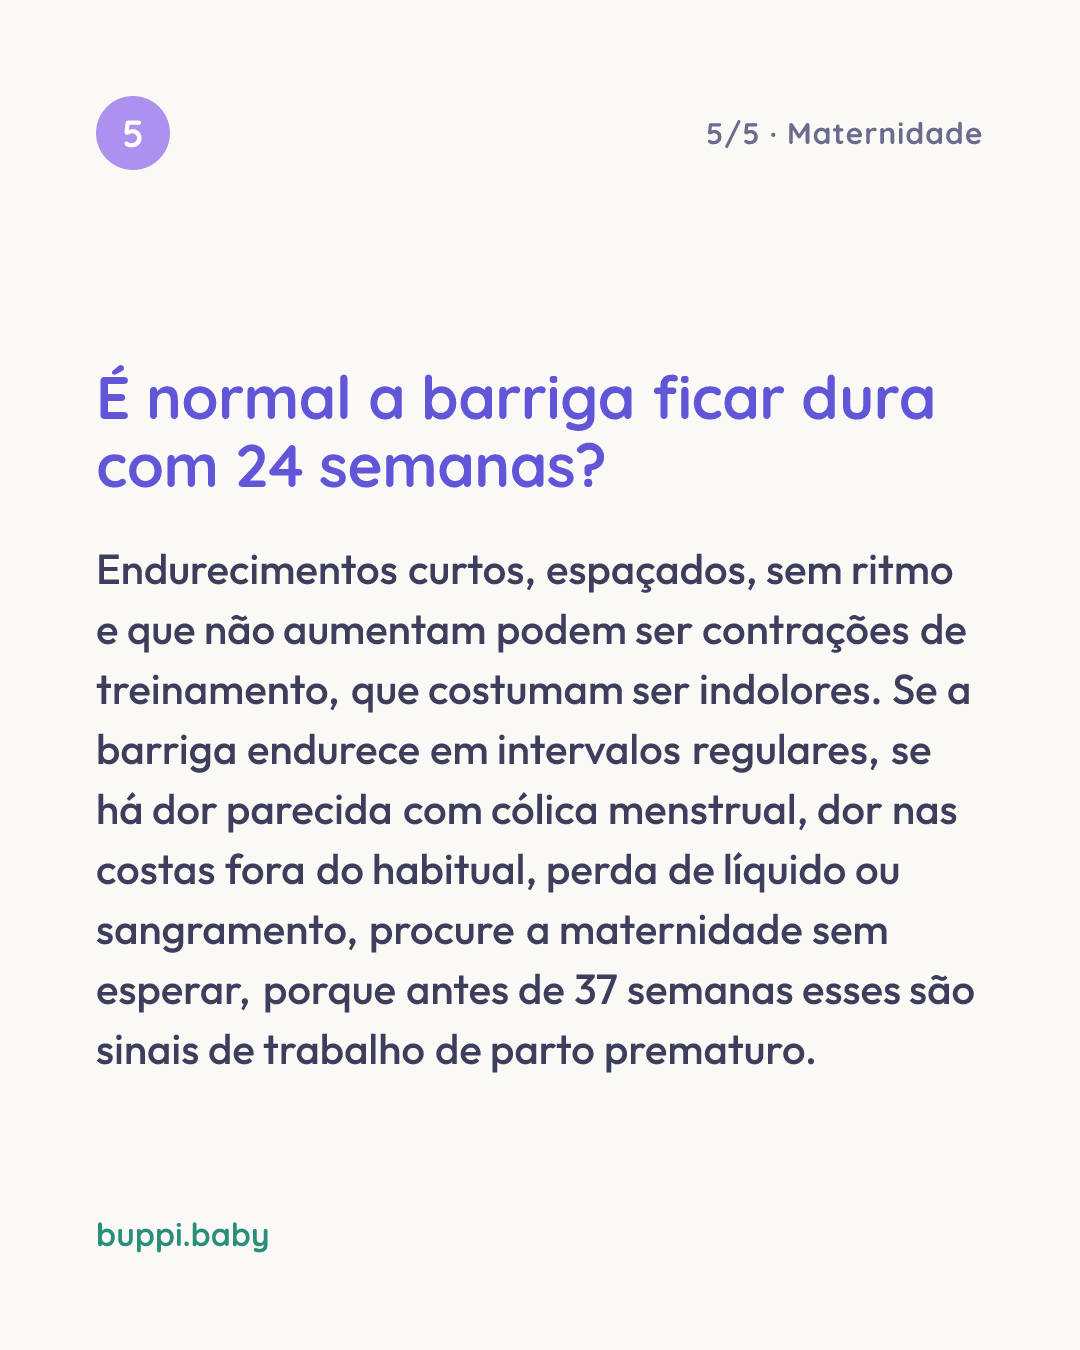 5
5/5 · Maternidade
É normal a barriga ficar dura
com 24 semanas?
Endurecimentos curtos, espaçados, sem ritmo
e que não aumentam podem ser contrações de
treinamento, que costumam ser indolores. Se a
barriga endurece em intervalos regulares, se
há dor parecida com cólica menstrual, dor nas
costas fora do habitual, perda de líquido ou
sangramento, procure a maternidade sem
esperar, porque antes de 37 semanas esses são
sinais de trabalho de parto prematuro.
buppi.baby